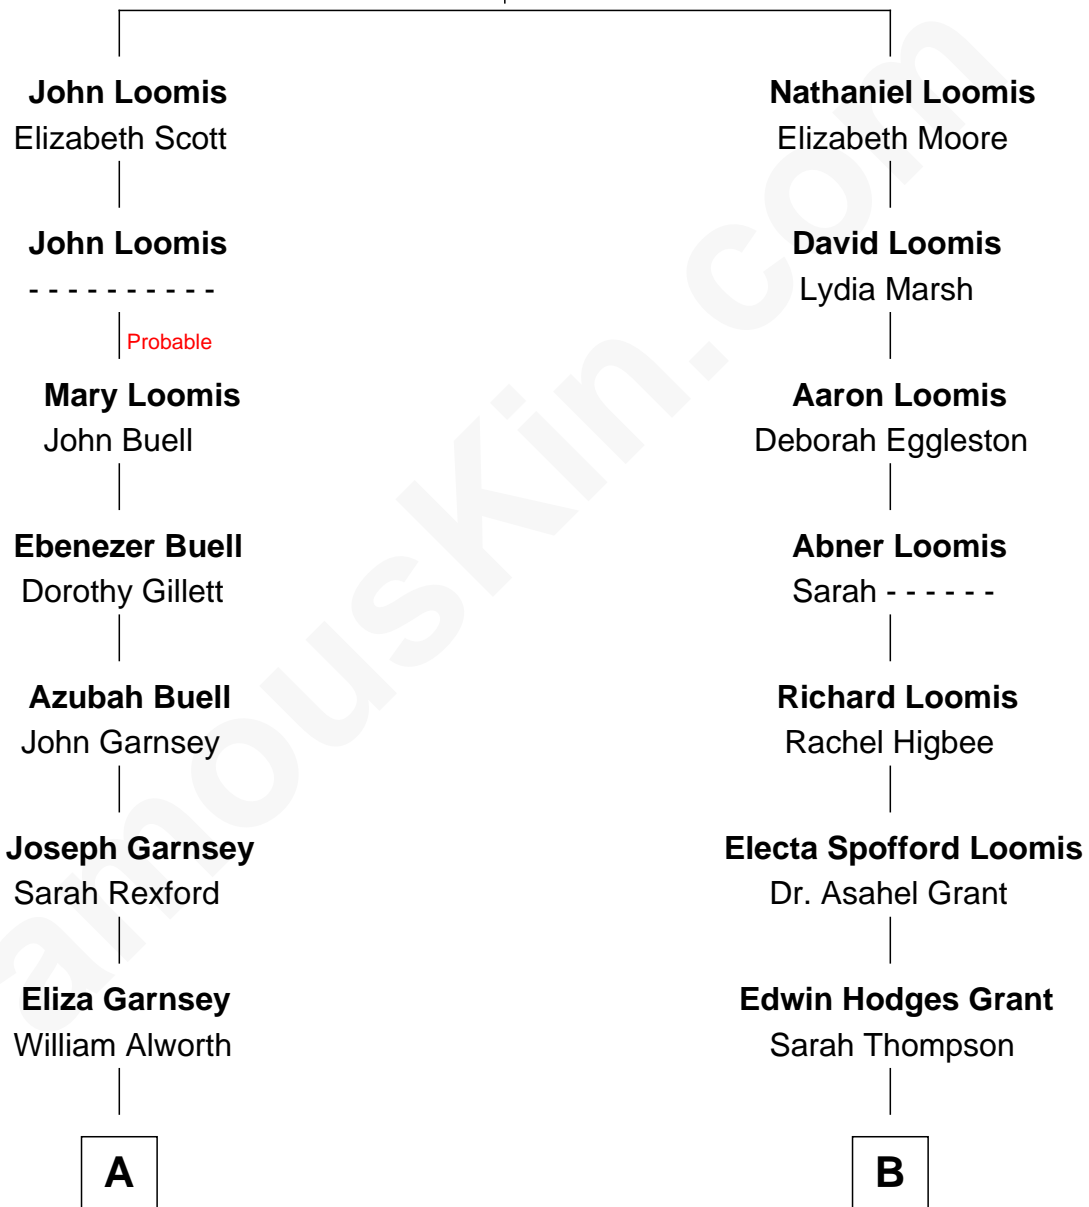 John Loomis
Elizabeth Scott
John Loomis
- - - - - - - - - -
Probable
Mary Loomis
John Buell
Ebenezer Buell
Dorothy Gillett
Azubah Buell
John Garnsey
Joseph Garnsey
Sarah Rexford
Eliza Garnsey
William Alworth
A
Nathaniel Loomis
Elizabeth Moore
David Loomis
Lydia Marsh
Aaron Loomis
Deborah Eggleston
Abner Loomis
Sarah - - - - - -
Richard Loomis
Rachel Higbee
Electa Spofford Loomis
Dr. Asahel Grant
Edwin Hodges Grant
Sarah Thompson
B
amouskin.com